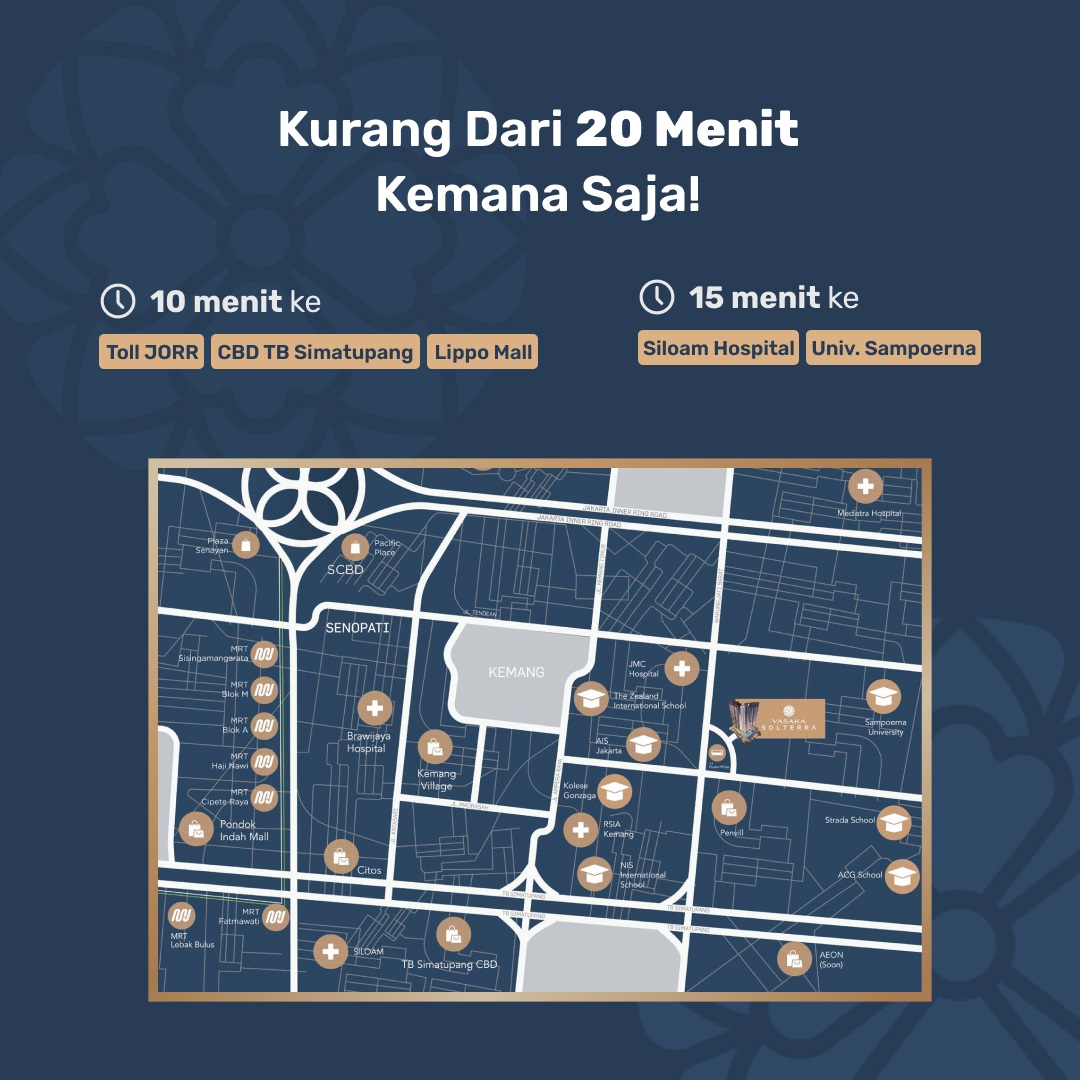 Kurang Dari 20 Menit
Kemana Saja!
10 menit ke
Toll JORR
CBD TB Simatupang
Lippo Mall
15 menit ke
Siloam Hospital
Univ. Sampoerna
JAKARTA INNER RING ROAD
JAKARTA INNER RING ROAD
Medistra Hospital
Plaza
Senayan
Pacific
Place
SCBD
JL. TENDEAN
SENOPATI
KEMANG
MRT
Sisingamangarata
MRT
Blok M
MRT
Blok A
MRT
Haji Nawi
MRT
Cipete-Raya
Pondok
Indah Mall
Brawijaya
Hospital
Kemang
Village
JL. MADRASAH
JL. ANTASARI
Citos
JMC
Hospital
The Zealand
International School
AIS
Jakarta
Kolese
Gonzaga
RSIA
Kemang
NIS
International
School
VASAKA
SOLTERRA
Sampoerna
University
Penvill
Strada School
ACG School
TB SIMATUPANG
TB SIMATUPANG
TB SIMATUPANG
TB SIMATUPANG
MRT
Lebak Bulus
MRT
Fatmawati
SILOAM
TB Simatupang CBD
AEON
(Soon)